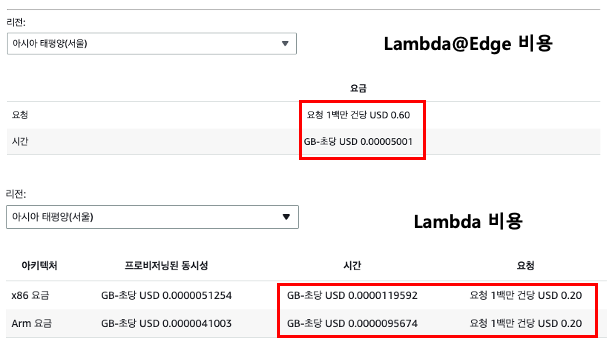 리전:
아시아 태평양(서울)
Lambda@Edge 비용
요금
요청 요청 1백만 건당 USD 0.60
시간 GB-초당 USD 0.00005001
리전:
아시아 태평양(서울)
Lambda 비용
아키텍처 프로비저닝된 동시성 시간 요청
x86 요금 GB-초당 USD 0.0000051254 GB-초당 USD 0.0000119592 요청 1백만 건당 USD 0.20
Arm 요금 GB-초당 USD 0.0000041003 GB-초당 USD 0.0000095674 요청 1백만 건당 USD 0.20